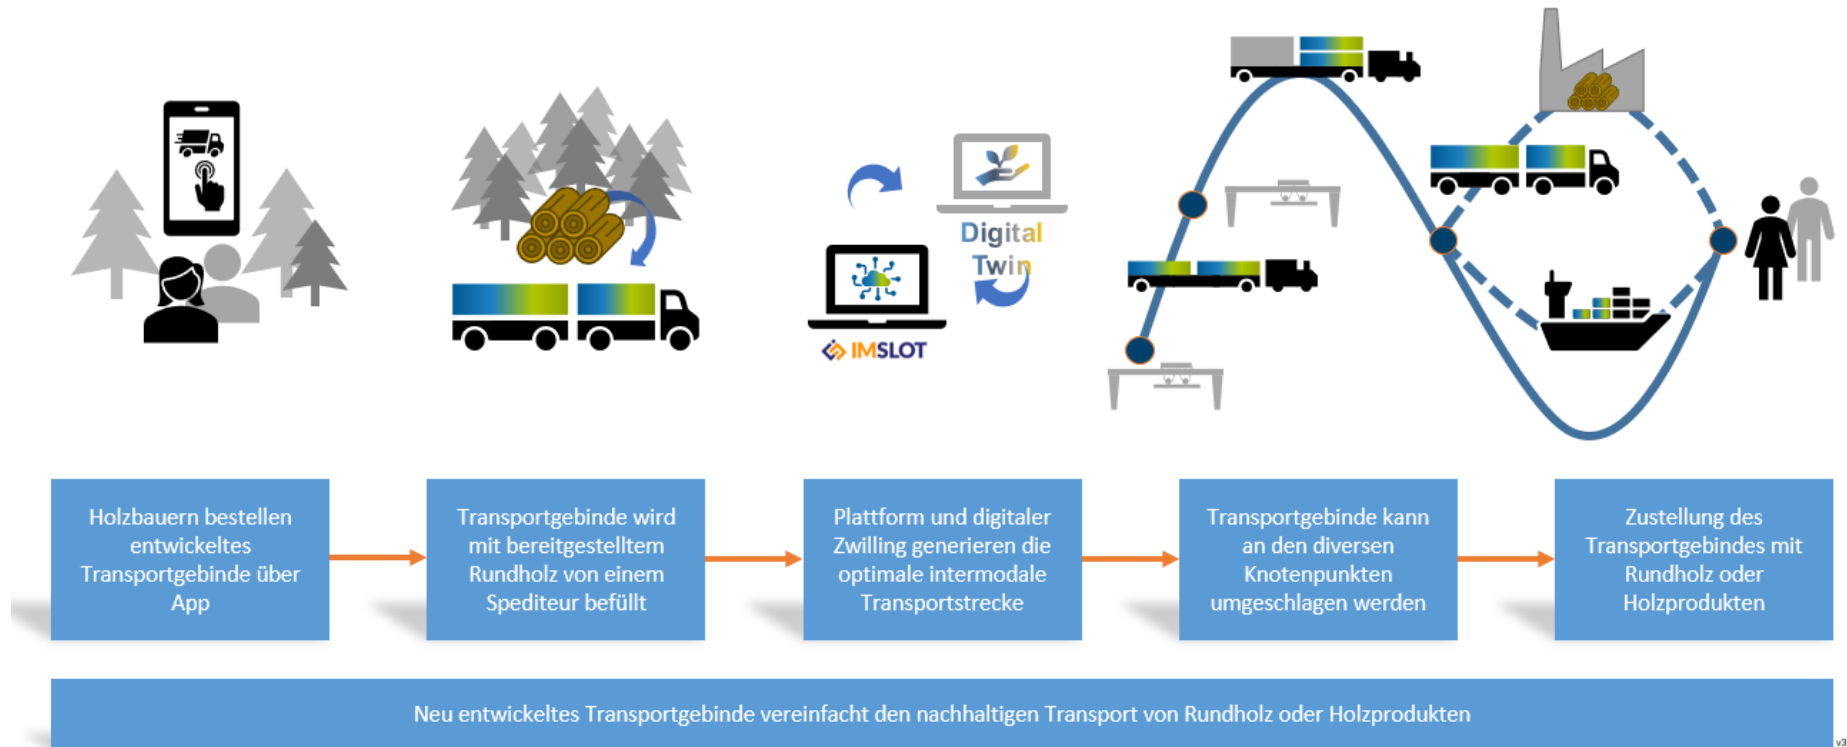 Digital
Twin
IMSLOT
Holzbauern bestellen
entwickeltes
Transportgebinde über
App
Transportgebinde wird
mit bereitgestelltem
Rundholz von einem
Spediteur befüllt
Plattform und digitaler
Zwilling generieren die
optimale intermodale
Transportstrecke
Transportgebinde kann
an den diversen
Knotenpunkten
umgeschlagen werden
Zustellung des
Transportgebindes mit
Rundholz oder
Holzprodukten
Neu entwickeltes Transportgebinde vereinfacht den nachhaltigen Transport von Rundholz oder Holzprodukten
v3